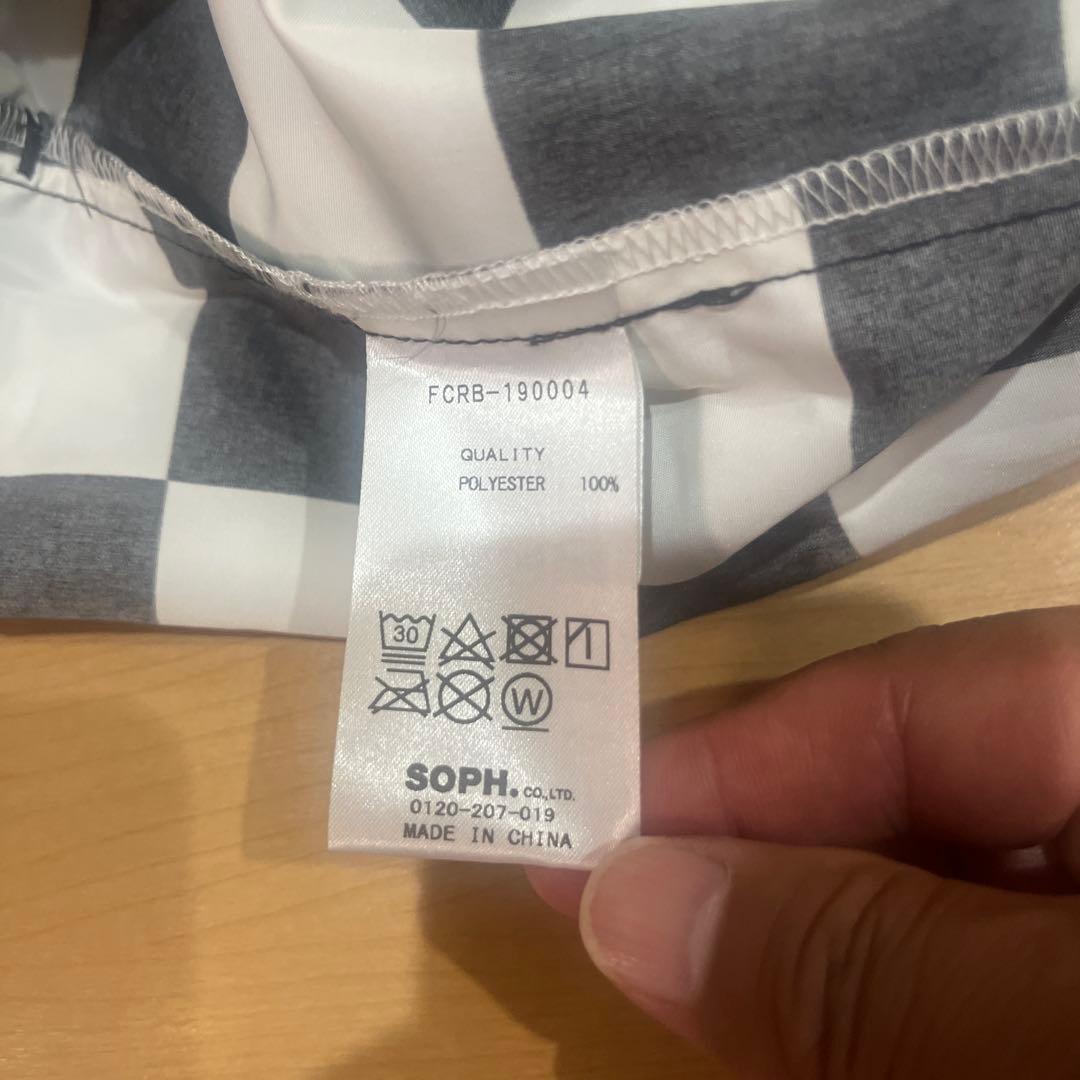 FCRB-190004
QUALITY
POLYESTER 100%
30
W
SOPH. CO.,LTD.
0120-207-019
MADE IN CHINA